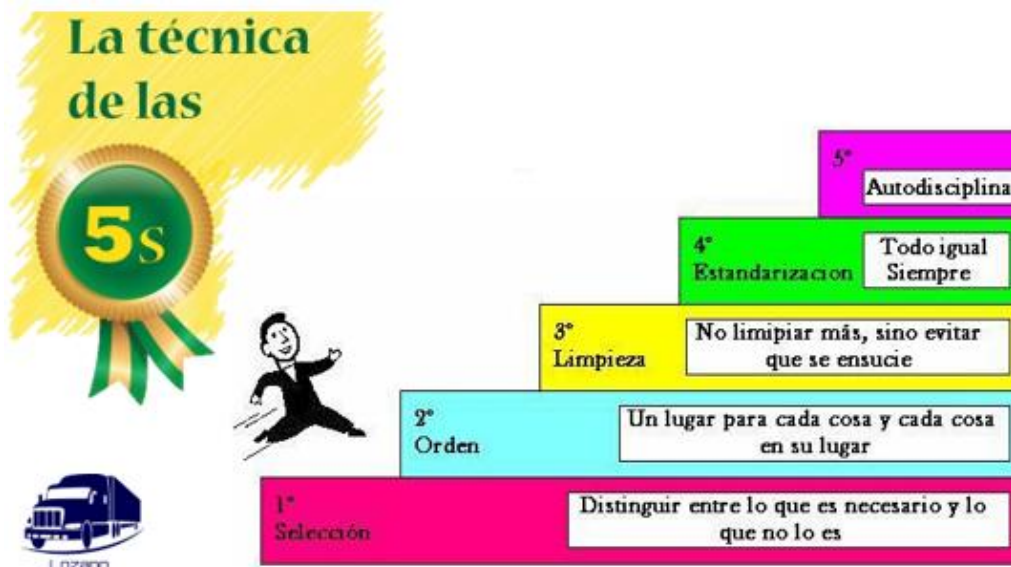 La técnica
de las
5s
5°
Autodisciplina
4°
Estandarizacion
Todo igual
Siempre
3°
Limpieza
No limipiar más, sino evitar
que se ensucie
2°
Orden
Un lugar para cada cosa y cada cosa
en su lugar
1°
Selección
Distinguir entre lo que es necesario y lo
que no lo es